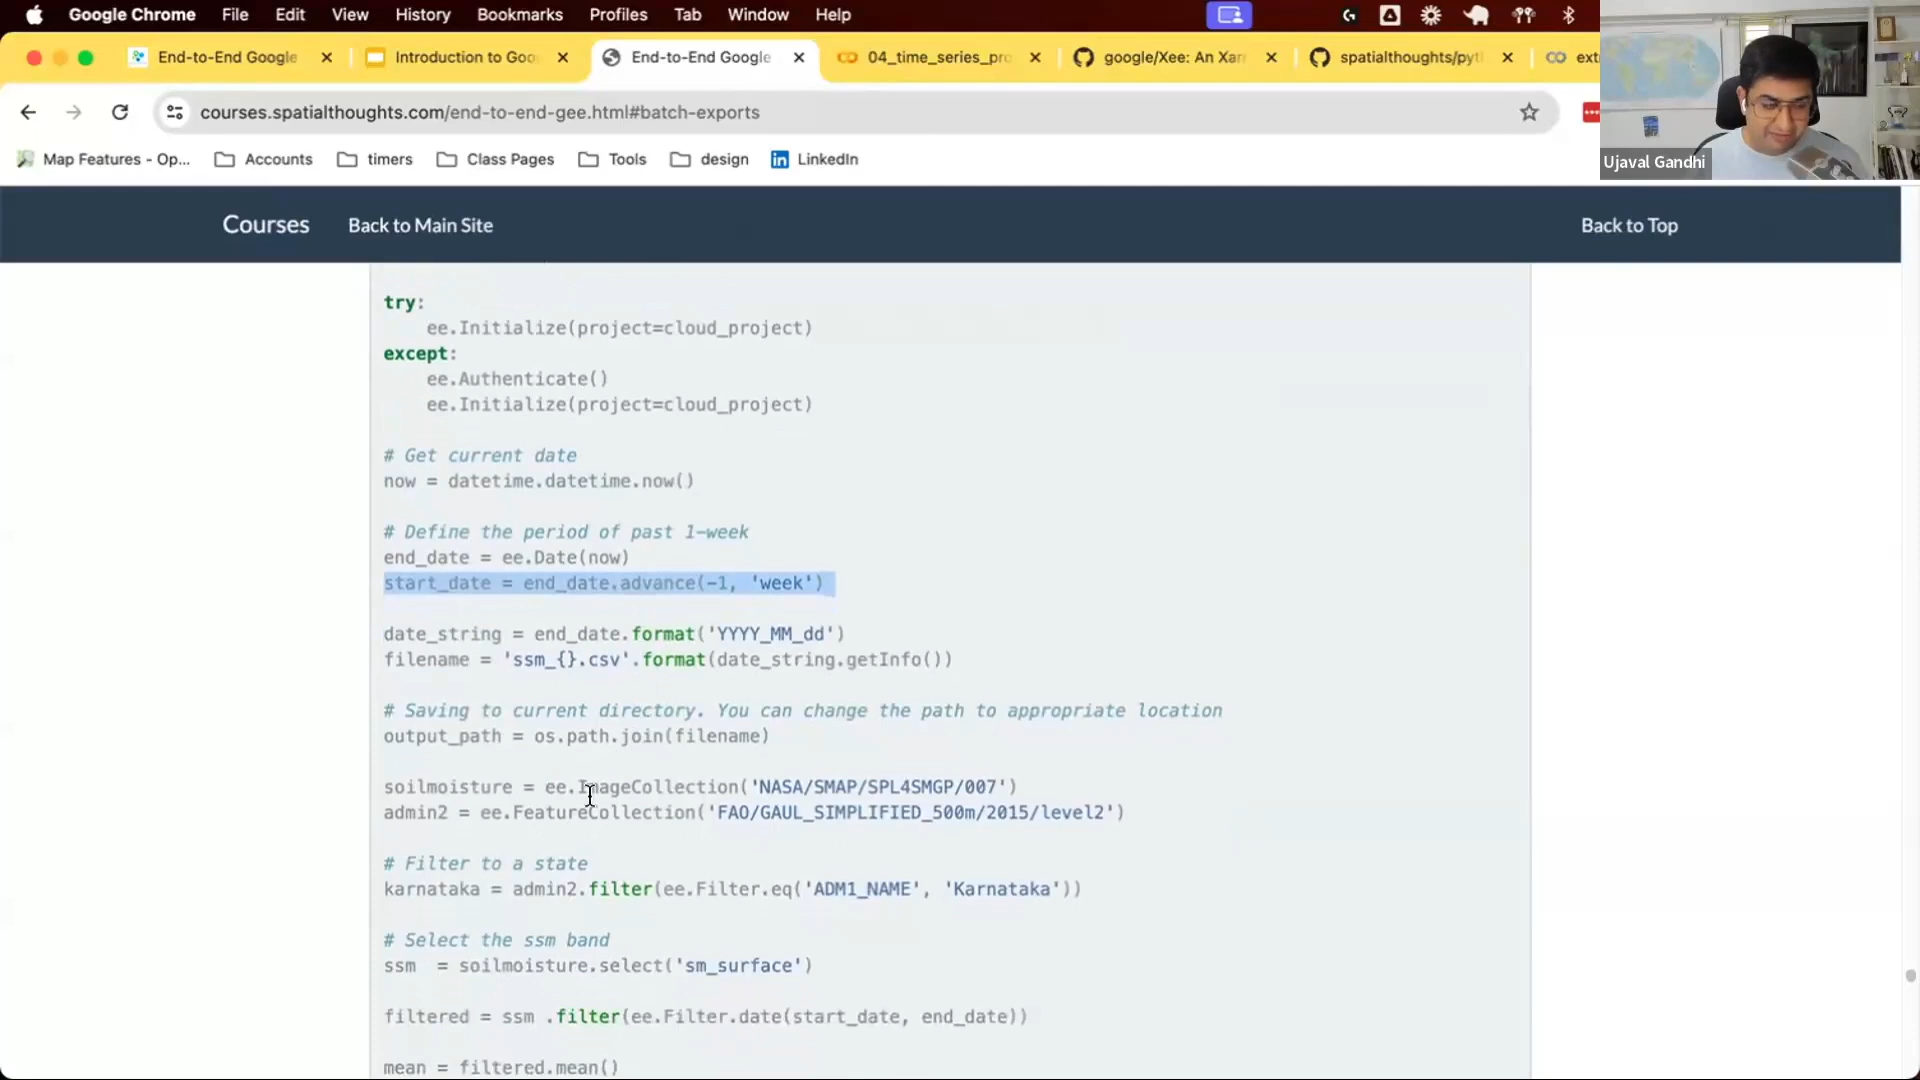 Google Chrome File Edit View History Bookmarks Profiles Tab Window Help
End-to-End Google
Introduction to Goo
End-to-End Google
04_time_series_pro
google/Xee: An Xar
spatialthoughts/pyt
ext
courses.spatialthoughts.com/end-to-end-gee.html#batch-exports
Map Features - Op...
Accounts
timers
Class Pages
Tools
design
LinkedIn
Ujaval Gandhi
Courses Back to Main Site Back to Top
try:
    ee.Initialize(project=cloud_project)
except:
    ee.Authenticate()
    ee.Initialize(project=cloud_project)
# Get current date
now = datetime.datetime.now()
# Define the period of past 1-week
end_date = ee.Date(now)
start_date = end_date.advance(-1, 'week')
date_string = end_date.format('YYYY_MM_dd')
filename = 'ssm_{}.csv'.format(date_string.getInfo())
# Saving to current directory. You can change the path to appropriate location
output_path = os.path.join(filename)
soilmoisture = ee.ImageCollection('NASA/SMAP/SPL4SMGP/007')
admin2 = ee.FeatureCollection('FAO/GAUL_SIMPLIFIED_500m/2015/level2')
# Filter to a state
karnataka = admin2.filter(ee.Filter.eq('ADM1_NAME', 'Karnataka'))
# Select the ssm band
ssm  = soilmoisture.select('sm_surface')
filtered = ssm .filter(ee.Filter.date(start_date, end_date))
mean = filtered.mean()